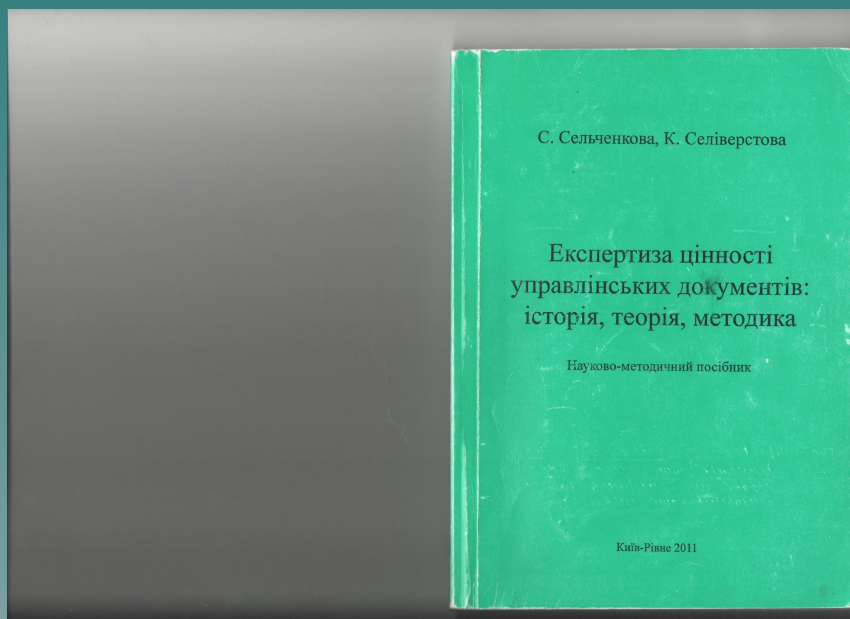 С. Сельченкова, К. Селіверстова
Експертиза цінності
управлінських документів:
історія, теорія, методика
Науково-методичний посібник
Київ-Рівне 2011